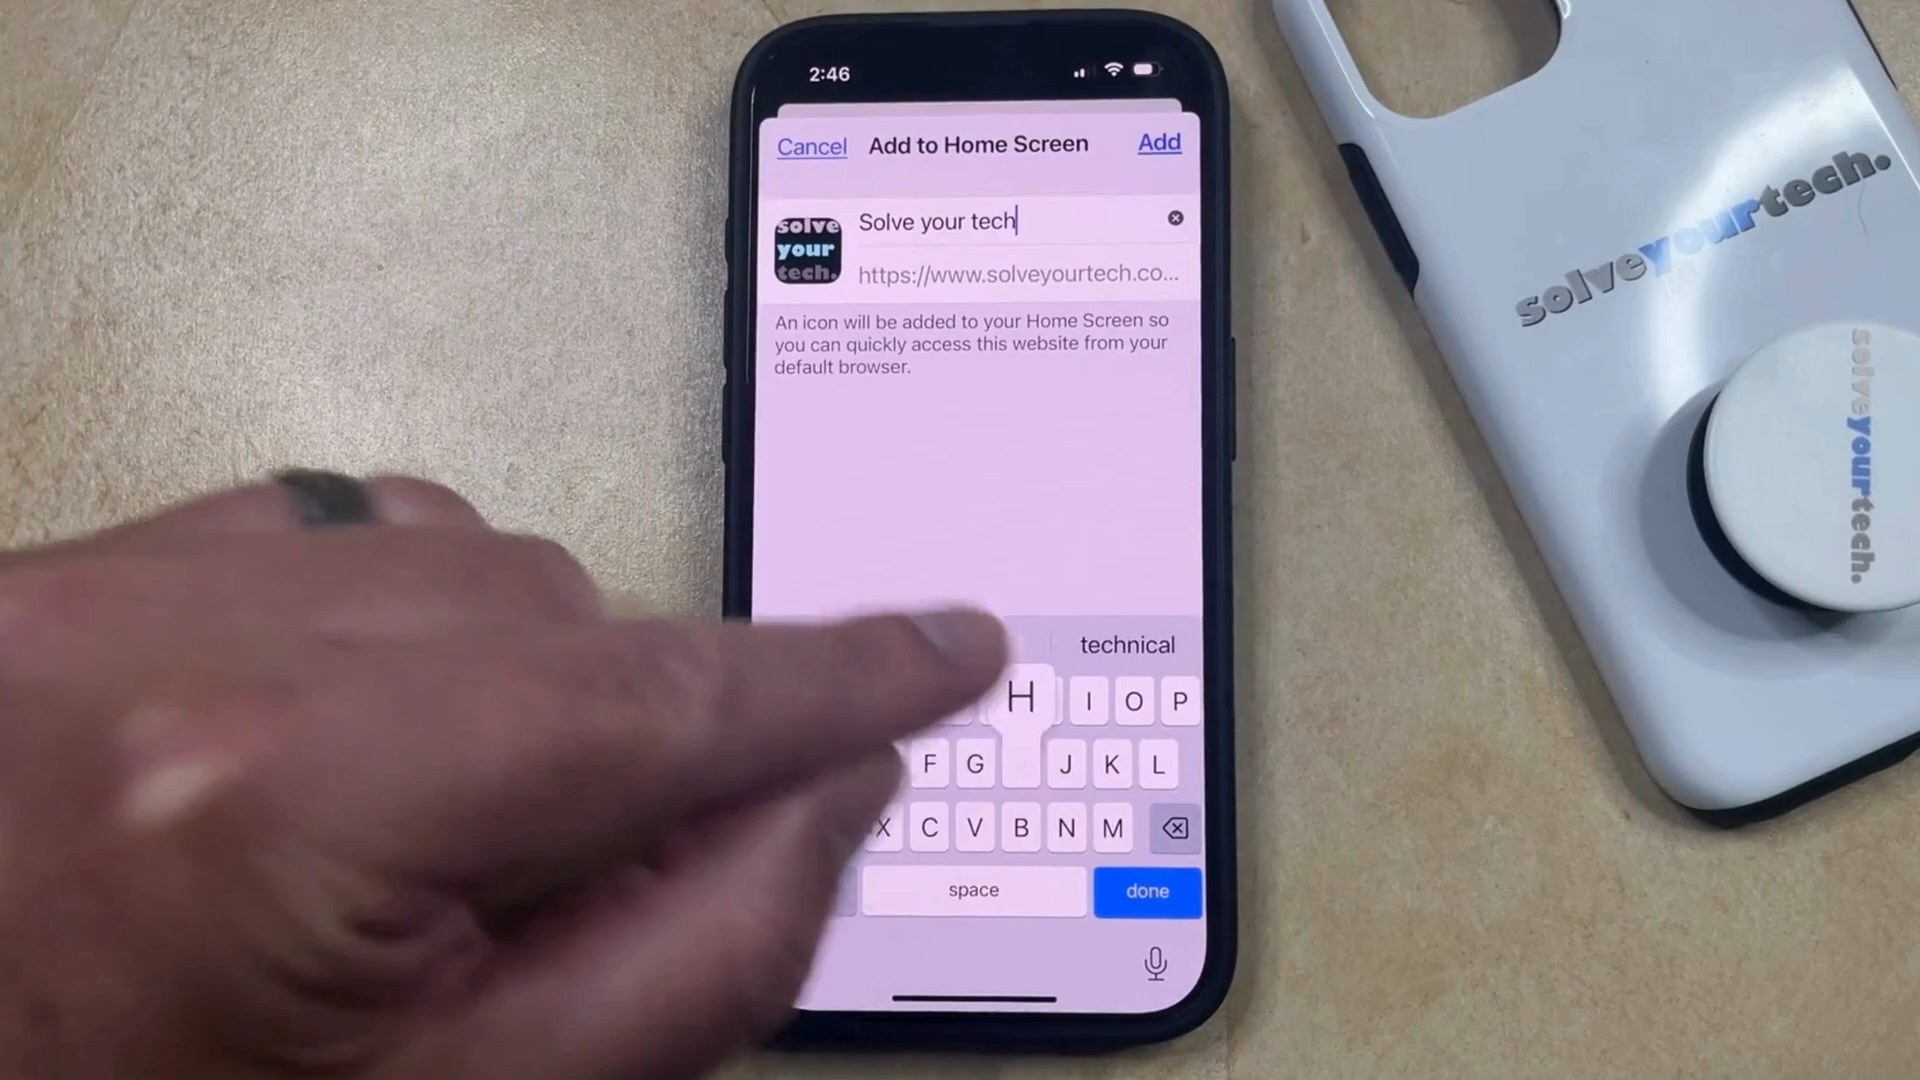 2:46
Cancel Add to Home Screen Add
solve
your
tech.
Solve your tech
https://www.solveyourtech.co...
An icon will be added to your Home Screen so
you can quickly access this website from your
default browser.
technical
H I O P
F G J K L
X C V B N M
space done
solveyourtech.
solveyourtech.